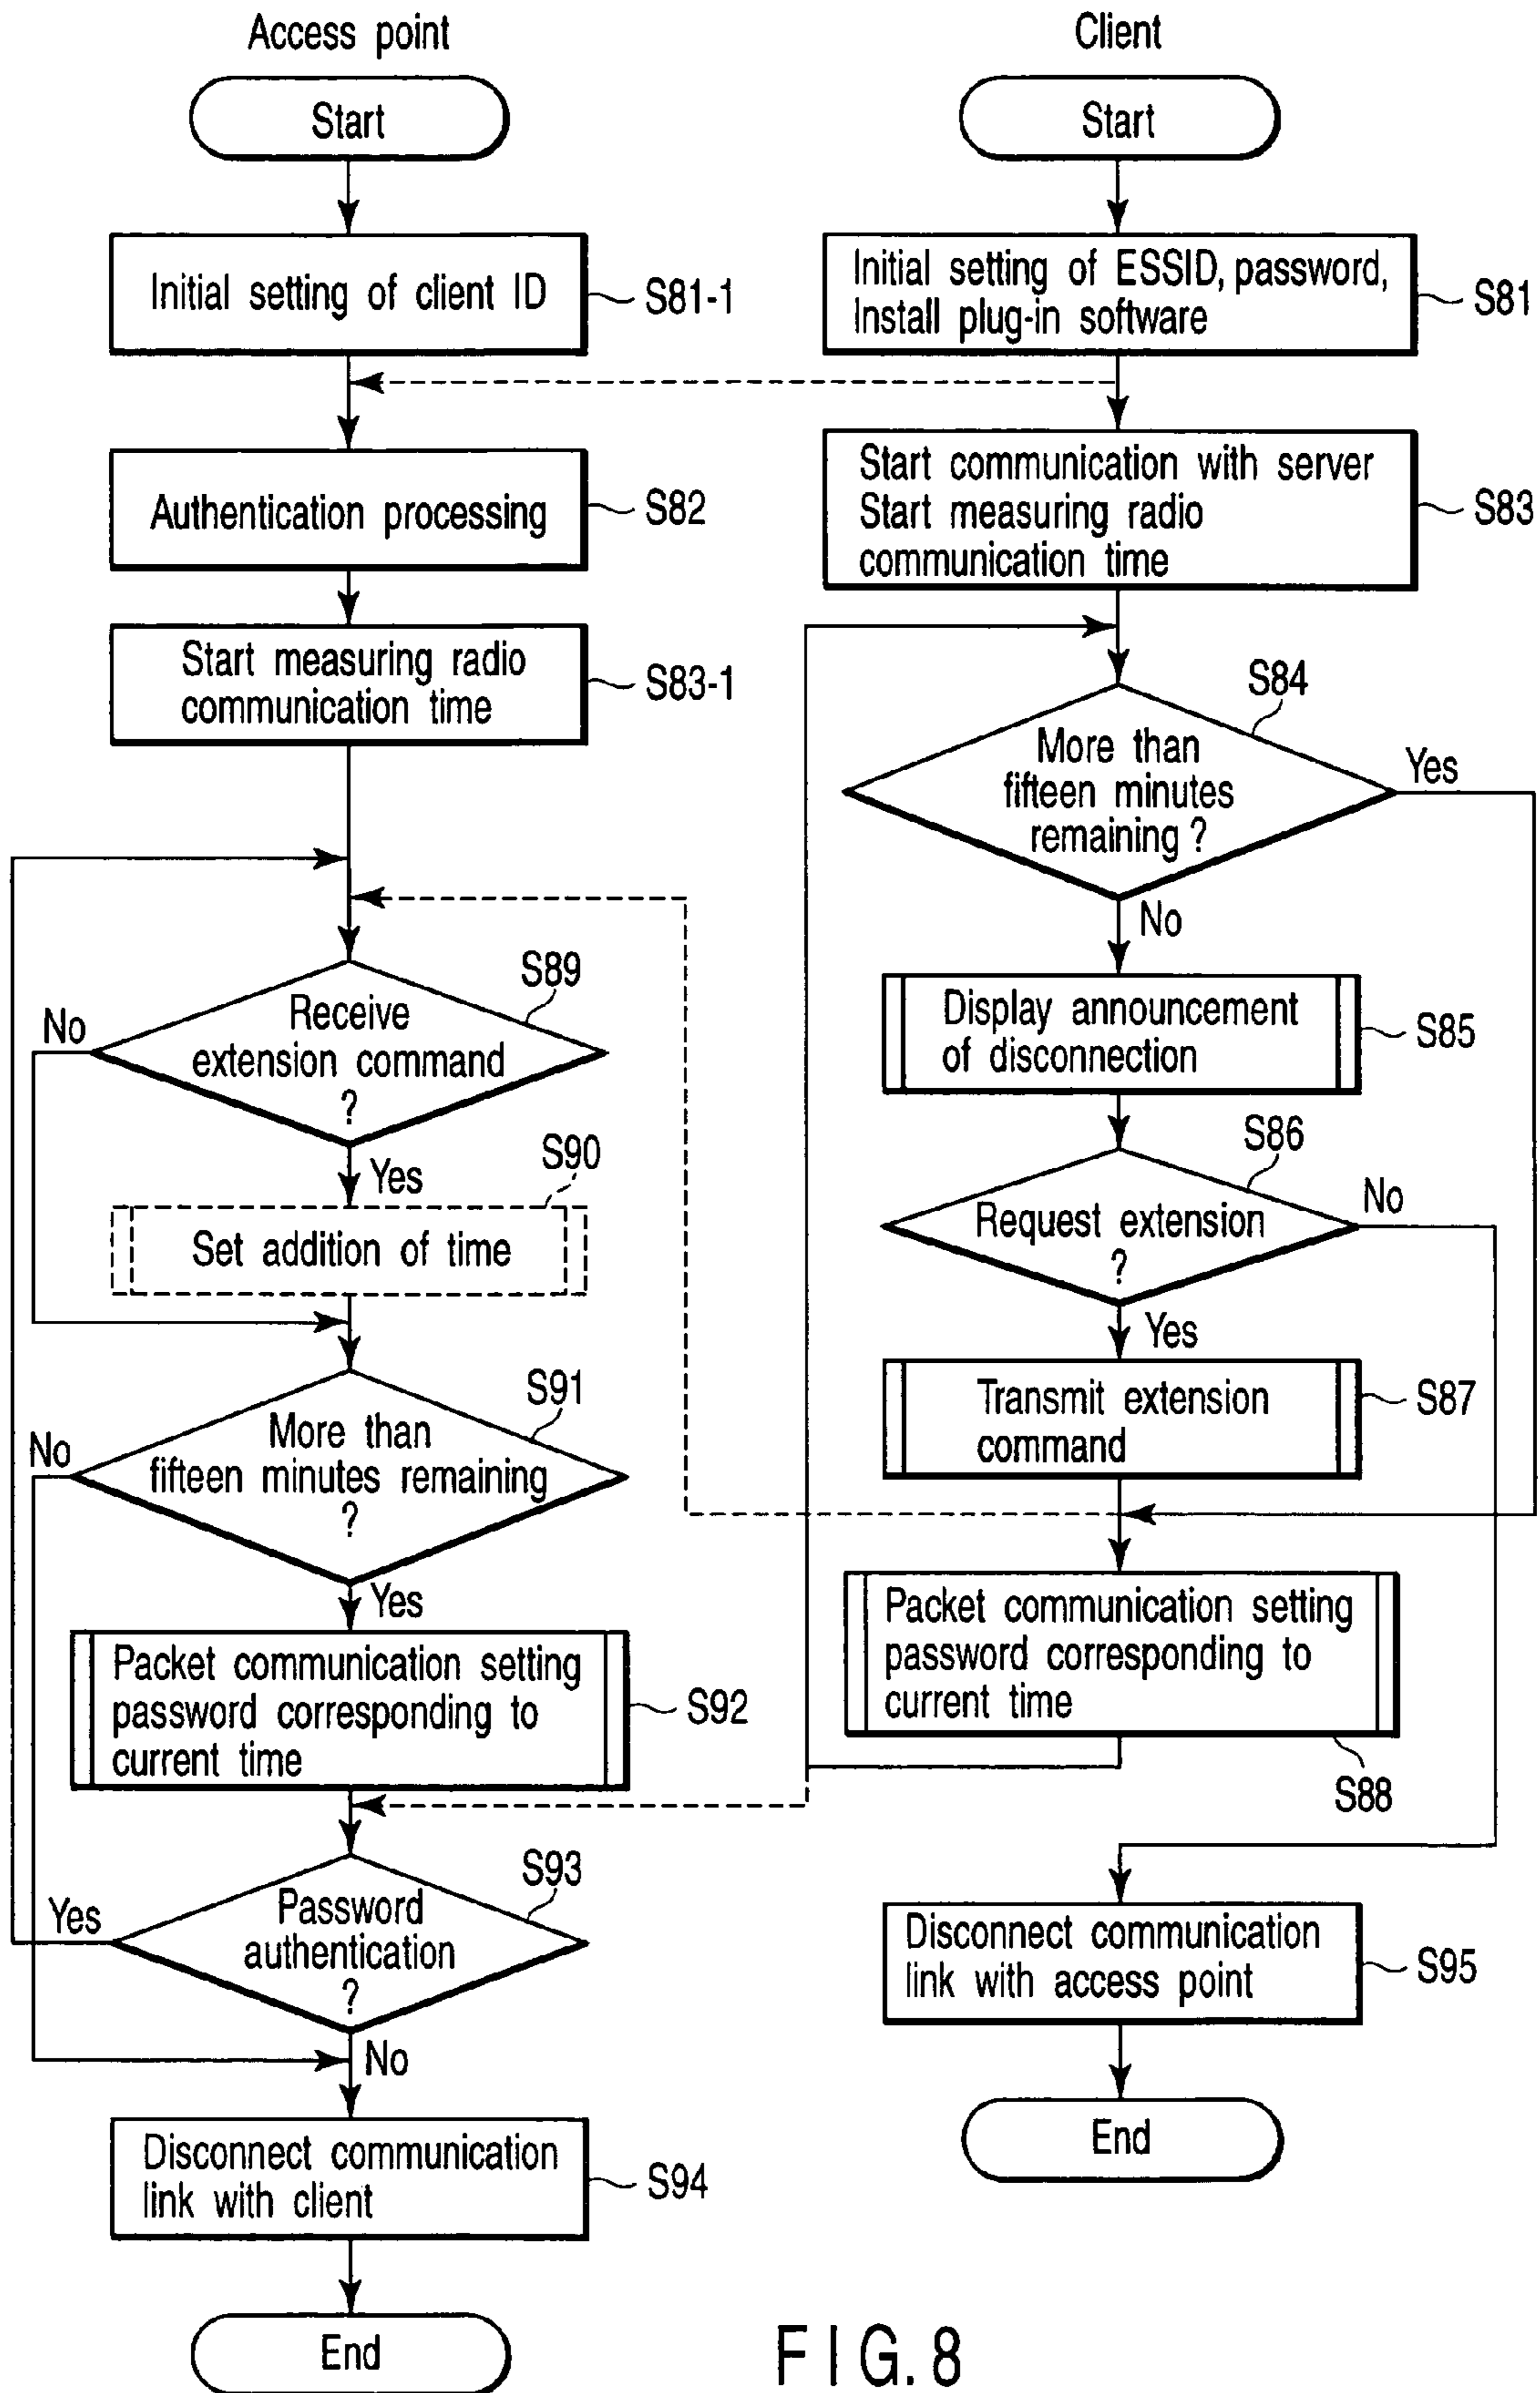 Access point
Start
Initial setting of client ID
S81-1
Authentication processing
S82
Start measuring radio
communication time
S83-1
S89
No
Receive
extension command
?
Yes
S90
Set addition of time
S91
No
More than
fifteen minutes remaining
?
Yes
Packet communication setting
password corresponding to
current time
S92
S93
Yes
Password
authentication
?
No
Disconnect communication
link with client
S94
End
Client
Start
Initial setting of ESSID, password,
Install plug-in software
S81
Start communication with server
Start measuring radio
communication time
S83
S84
More than
fifteen minutes
remaining ?
Yes
No
Display announcement
of disconnection
S85
S86
Request extension
?
No
Yes
Transmit extension
command
S87
Packet communication setting
password corresponding to
current time
S88
Disconnect communication
link with access point
S95
End
FIG. 8